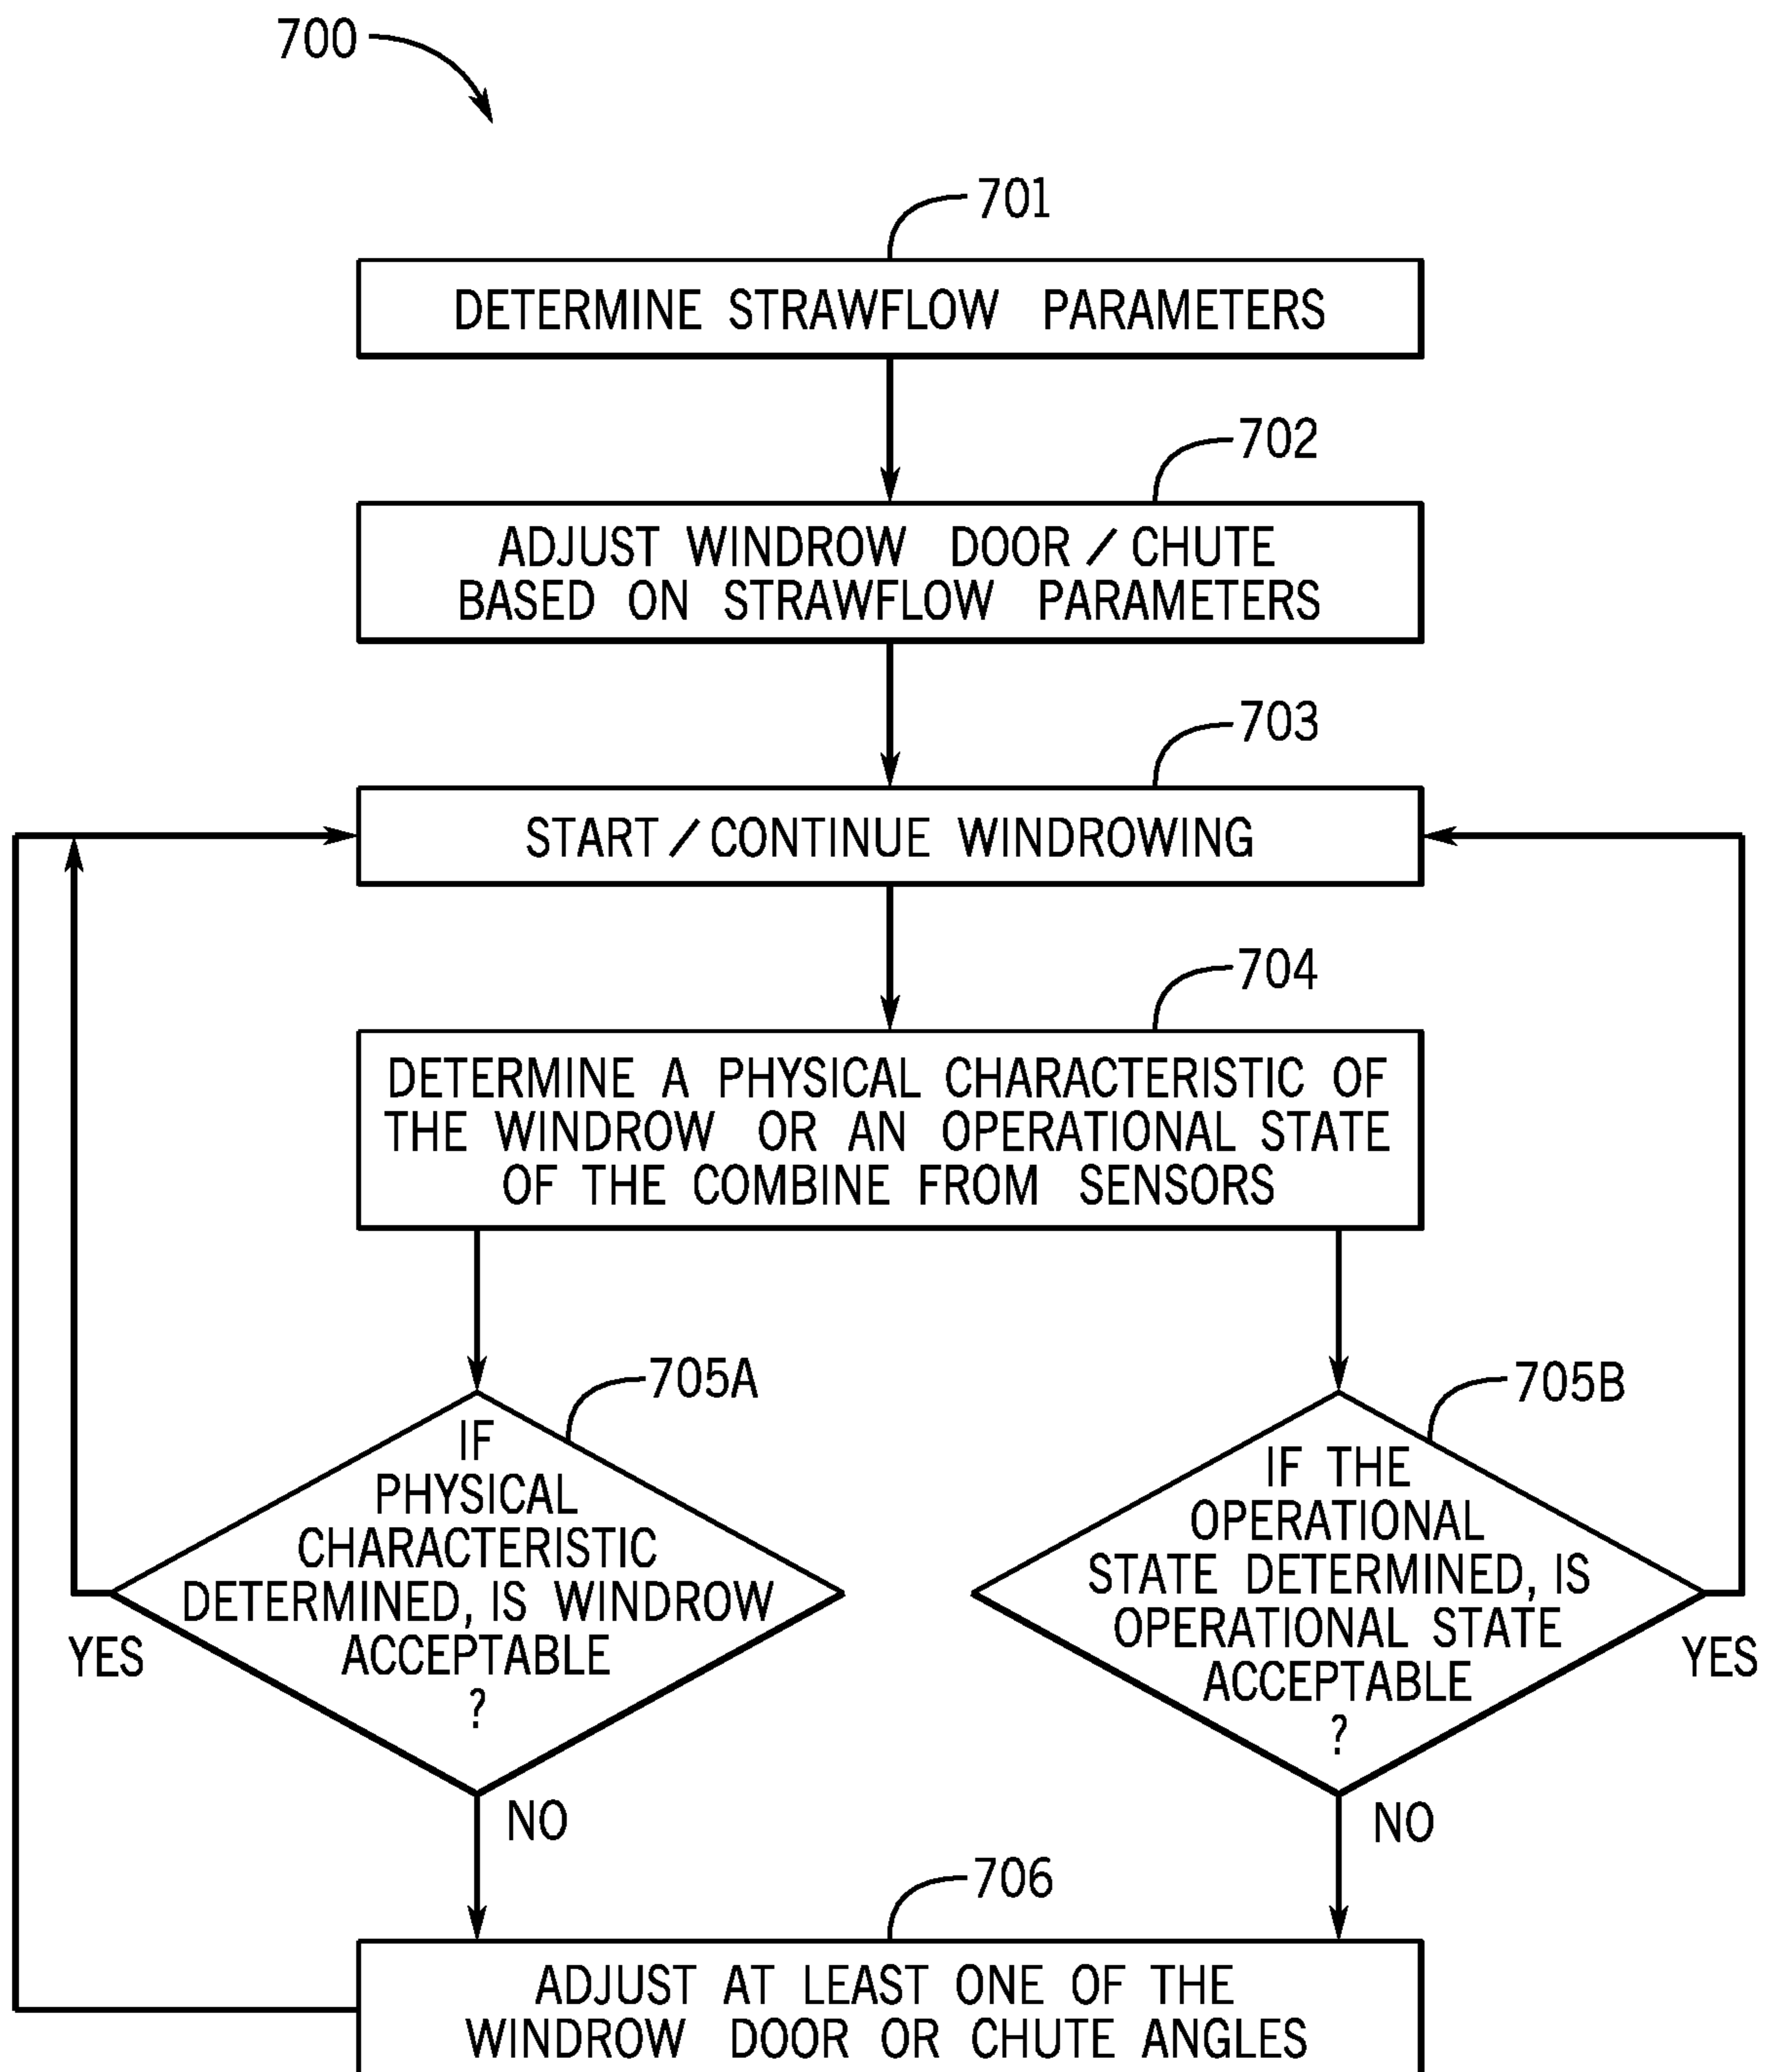 700
701
DETERMINE STRAWFLOW PARAMETERS
702
ADJUST WINDROW DOOR/CHUTE
BASED ON STRAWFLOW PARAMETERS
703
START/CONTINUE WINDROWING
704
DETERMINE A PHYSICAL CHARACTERISTIC OF
THE WINDROW OR AN OPERATIONAL STATE
OF THE COMBINE FROM SENSORS
705A
IF
PHYSICAL
CHARACTERISTIC
DETERMINED, IS WINDROW
ACCEPTABLE
?
YES
NO
705B
IF THE
OPERATIONAL
STATE DETERMINED, IS
OPERATIONAL STATE
ACCEPTABLE
?
YES
NO
706
ADJUST AT LEAST ONE OF THE
WINDROW DOOR OR CHUTE ANGLES